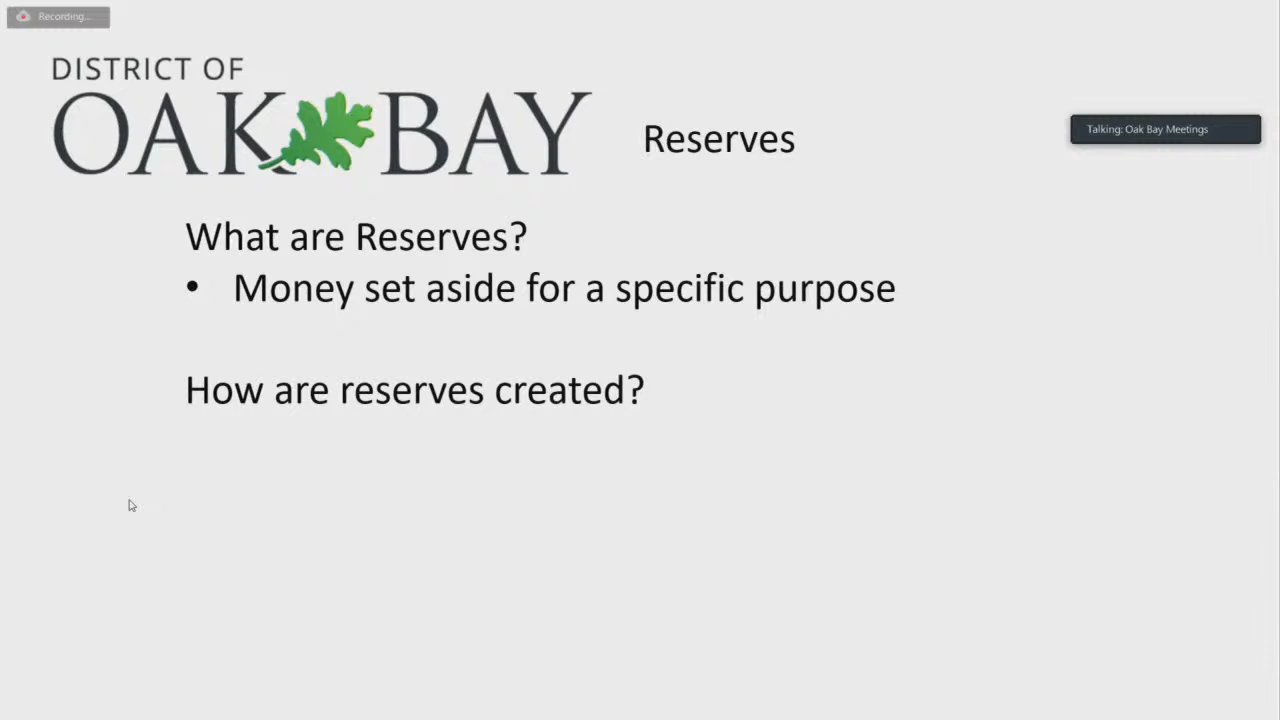 Recording...
DISTRICT OF
OAK BAY
Reserves
Talking: Oak Bay Meetings
What are Reserves?
• Money set aside for a specific purpose
How are reserves created?